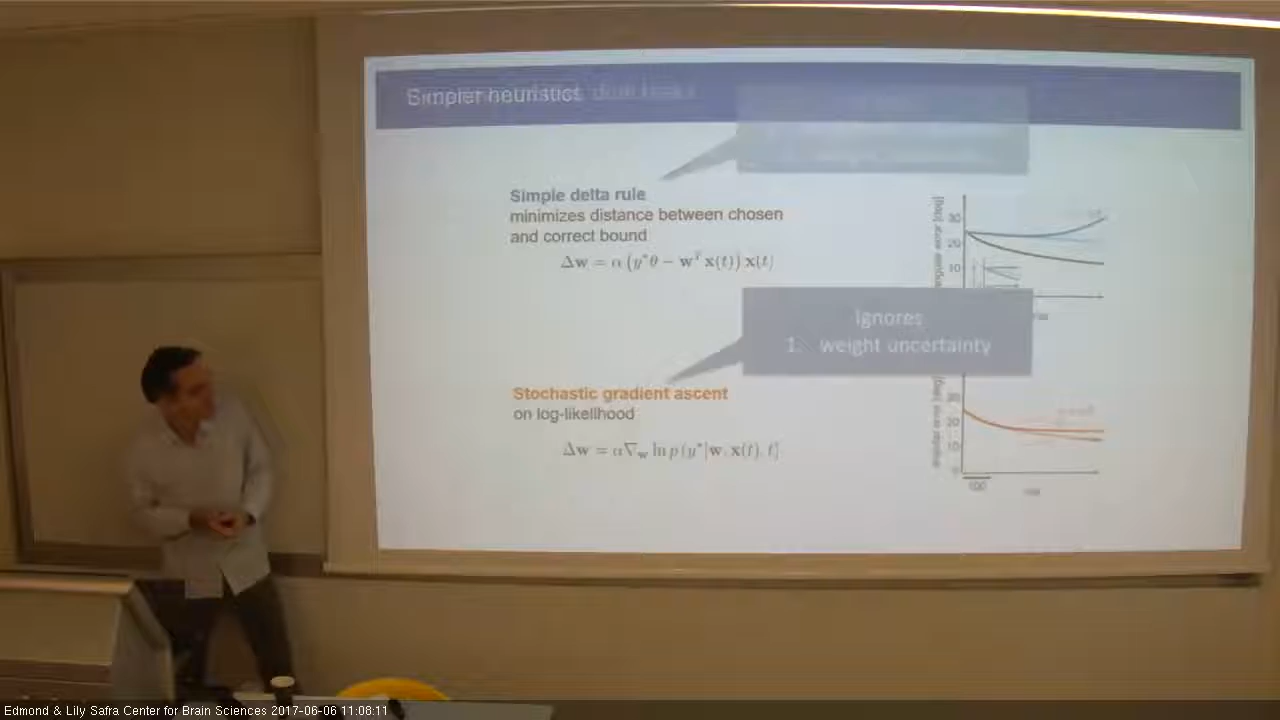 Simpler heuristics
Simple delta rule
minimizes distance between chosen
and correct bound
Δw = α (y*θ − wᵀx(t)) x(t)
Ignores
1. weight uncertainty
Stochastic gradient ascent
on log-likelihood
Δw = α∇w ln p (y*|w, x(t), t)
30
20
10
30
20
10
0
Edmond & Lily Safra Center for Brain Sciences 2017-06-06 11:08:11